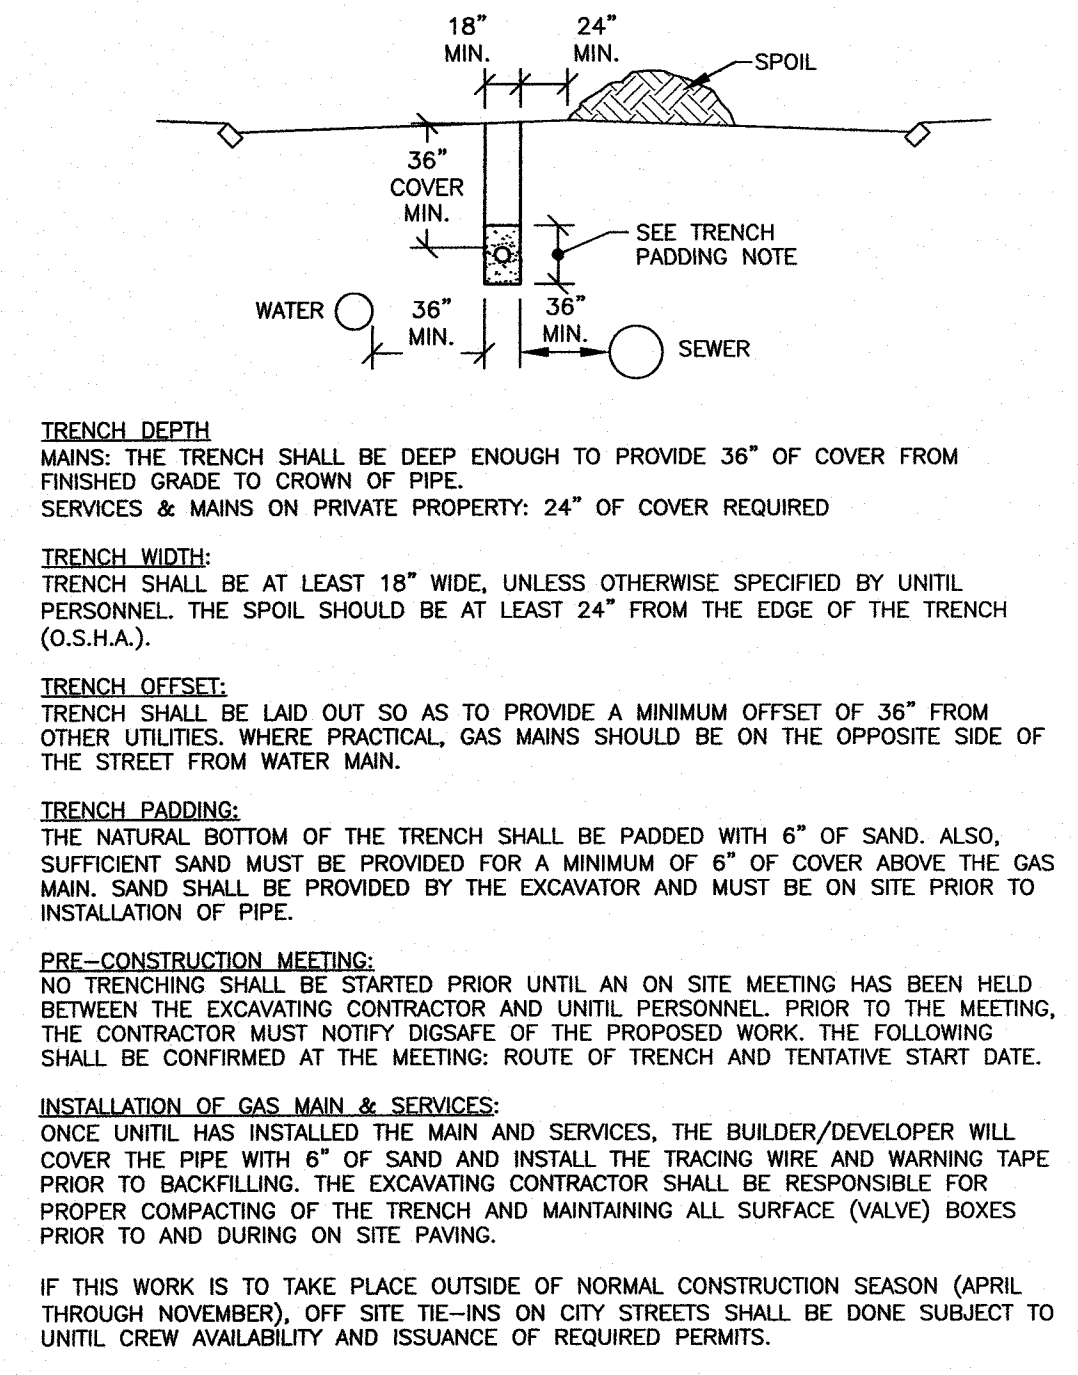 18" 24"
MIN. MIN.
SPOIL
36"
COVER
MIN.
SEE TRENCH
PADDING NOTE
WATER 36" 36"
MIN. MIN.
SEWER
TRENCH DEPTH
MAINS: THE TRENCH SHALL BE DEEP ENOUGH TO PROVIDE 36" OF COVER FROM
FINISHED GRADE TO CROWN OF PIPE.
SERVICES & MAINS ON PRIVATE PROPERTY: 24" OF COVER REQUIRED
TRENCH WIDTH:
TRENCH SHALL BE AT LEAST 18" WIDE, UNLESS OTHERWISE SPECIFIED BY UNITIL
PERSONNEL. THE SPOIL SHOULD BE AT LEAST 24" FROM THE EDGE OF THE TRENCH
(O.S.H.A.).
TRENCH OFFSET:
TRENCH SHALL BE LAID OUT SO AS TO PROVIDE A MINIMUM OFFSET OF 36" FROM
OTHER UTILITIES. WHERE PRACTICAL, GAS MAINS SHOULD BE ON THE OPPOSITE SIDE OF
THE STREET FROM WATER MAIN.
TRENCH PADDING:
THE NATURAL BOTTOM OF THE TRENCH SHALL BE PADDED WITH 6" OF SAND. ALSO,
SUFFICIENT SAND MUST BE PROVIDED FOR A MINIMUM OF 6" OF COVER ABOVE THE GAS
MAIN. SAND SHALL BE PROVIDED BY THE EXCAVATOR AND MUST BE ON SITE PRIOR TO
INSTALLATION OF PIPE.
PRE-CONSTRUCTION MEETING:
NO TRENCHING SHALL BE STARTED PRIOR UNTIL AN ON SITE MEETING HAS BEEN HELD
BETWEEN THE EXCAVATING CONTRACTOR AND UNITIL PERSONNEL. PRIOR TO THE MEETING,
THE CONTRACTOR MUST NOTIFY DIGSAFE OF THE PROPOSED WORK. THE FOLLOWING
SHALL BE CONFIRMED AT THE MEETING: ROUTE OF TRENCH AND TENTATIVE START DATE.
INSTALLATION OF GAS MAIN & SERVICES:
ONCE UNITIL HAS INSTALLED THE MAIN AND SERVICES, THE BUILDER/DEVELOPER WILL
COVER THE PIPE WITH 6" OF SAND AND INSTALL THE TRACING WIRE AND WARNING TAPE
PRIOR TO BACKFILLING. THE EXCAVATING CONTRACTOR SHALL BE RESPONSIBLE FOR
PROPER COMPACTING OF THE TRENCH AND MAINTAINING ALL SURFACE (VALVE) BOXES
PRIOR TO AND DURING ON SITE PAVING.
IF THIS WORK IS TO TAKE PLACE OUTSIDE OF NORMAL CONSTRUCTION SEASON (APRIL
THROUGH NOVEMBER), OFF SITE TIE-INS ON CITY STREETS SHALL BE DONE SUBJECT TO
UNITIL CREW AVAILABILITY AND ISSUANCE OF REQUIRED PERMITS.